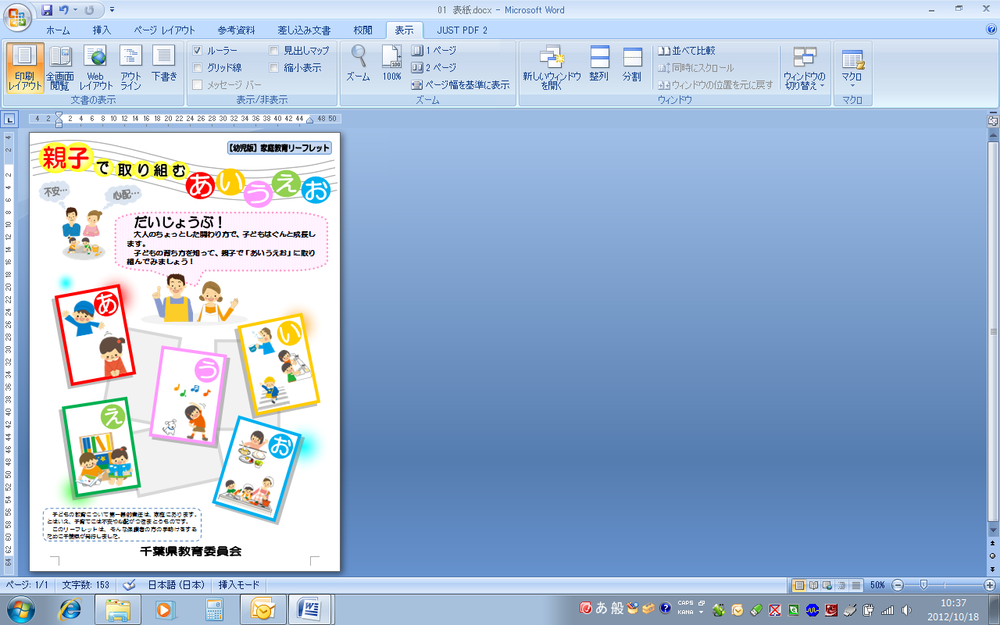 01 表紙.docx - Microsoft Word
ホーム 挿入 ページ レイアウト 参考資料 差し込み文書 校閲 表示 JUST PDF 2
印刷レイアウト 全画面閲覧 Webレイアウト アウトライン 下書き
文書の表示
ルーラー 見出しマップ
グリッド線 縮小表示
メッセージ バー
表示/非表示
ズーム 100% 1 ページ
2 ページ
ページ幅を基準に表示
ズーム
新しいウィンドウを開く 整列 分割 並べて比較
同時にスクロール
ウィンドウの位置を元に戻す
ウィンドウの切り替え
ウィンドウ
マクロ
マクロ
4 2 2 4 6 8 10 12 14 16 18 20 22 24 26 28 30 32 34 36 38 40 42 44 48 50
【幼児版】家庭教育リーフレット
親子で取り組む
あいうえお
不安…
心配…
だいじょうぶ！
大人のちょっとした関わり方で、子どもはぐんと成長し
ます。
子どもの育ち方を知って、親子で「あいうえお」に取り
組んでみましょう！
あ
い
う
え
お
子どもの教育について第一義的責任は、家庭にあります。
とはいえ、子育てには不安や心配がつきまとうものです。
このリーフレットは、そんな保護者の方の手助けをする
ために千葉県が発行しました。
千葉県教育委員会
ページ: 1/1 文字数: 153 日本語 (日本) 挿入モード 50%
あ 般 CAPS KANA
10:37
2012/10/18